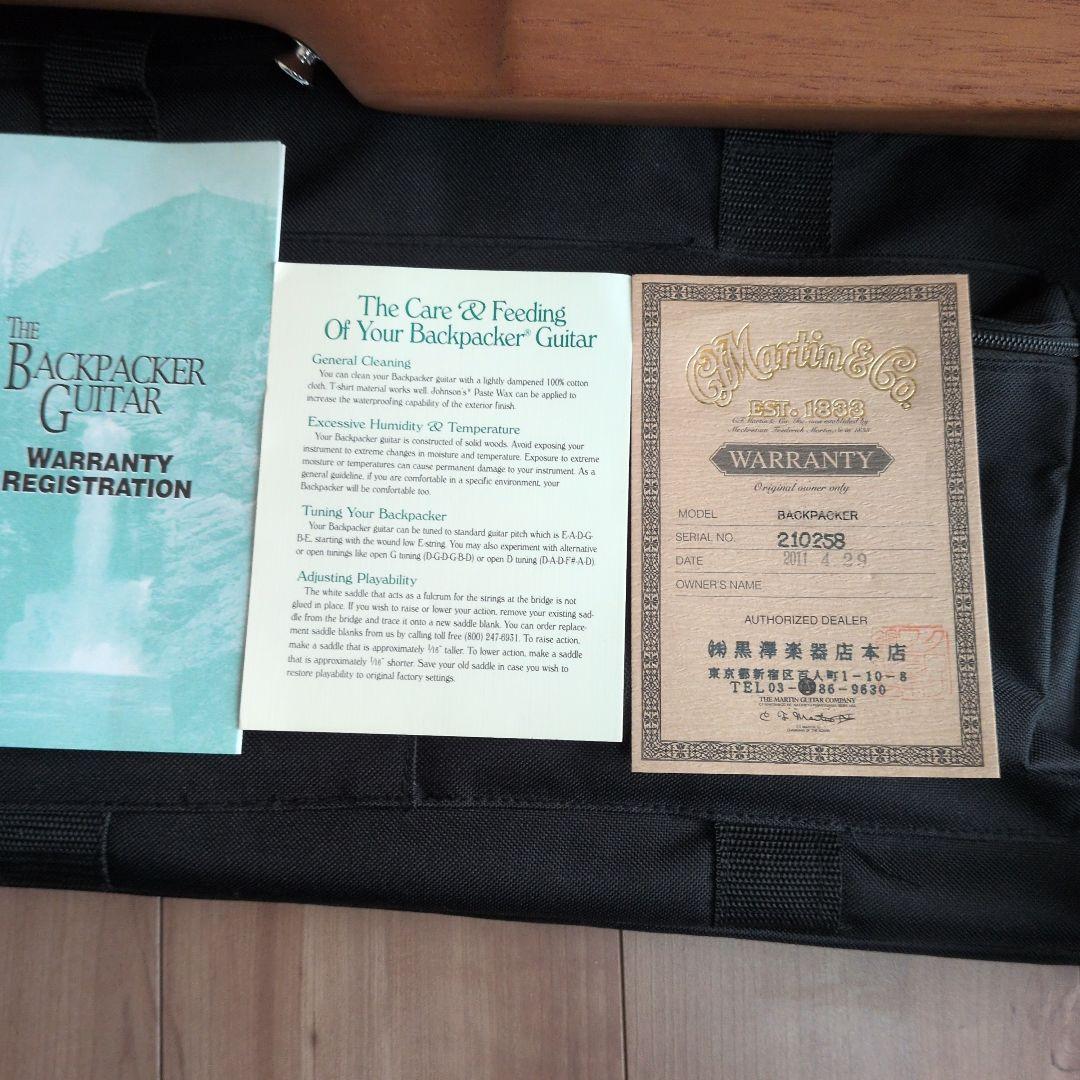 THE
BACKPACKER
GUITAR
WARRANTY
REGISTRATION
The Care & Feeding
Of Your Backpacker® Guitar
General Cleaning
You can clean your Backpacker guitar with a lightly dampened 100% cotton
cloth. T-shirt material works well. Johnson's® Paste Wax can be applied to
increase the waterproofing capability of the exterior finish.
Excessive Humidity & Temperature
Your Backpacker guitar is constructed of solid woods. Avoid exposing your
instrument to extreme changes in moisture and temperature. Exposure to extreme
moisture or temperatures can cause permanent damage to your instrument. As a
general guideline, if you are comfortable in a specific environment, your
Backpacker will be comfortable too.
Tuning Your Backpacker
Your Backpacker guitar can be tuned to standard guitar pitch which is E-A-D-G-
B-E, starting with the wound low E-string. You may also experiment with alternative
or open tunings like open G tuning (D-G-D-G-B-D) or open D tuning (D-A-D-F#-A-D).
Adjusting Playability
The white saddle that acts as a fulcrum for the strings at the bridge is not
glued in place. If you wish to raise or lower your action, remove your existing sad-
dle from the bridge and trace it onto a new saddle blank. You can order replace-
ment saddle blanks from us by calling toll free (800) 247-6931. To raise action,
make a saddle that is approximately 1/16" taller. To lower action, make a saddle
that is approximately 1/16" shorter. Save your old saddle in case you wish to
restore playability to original factory settings.
C.F. Martin & Co.
EST. 1833
WARRANTY
Original owner only
MODEL BACKPACKER
SERIAL NO. 210258
DATE 2011 4 29
OWNER'S NAME
AUTHORIZED DEALER
㈱黒澤楽器店本店
東京都新宿区百人町1-10-8
TEL03- 86-9630
THE MARTIN GUITAR COMPANY